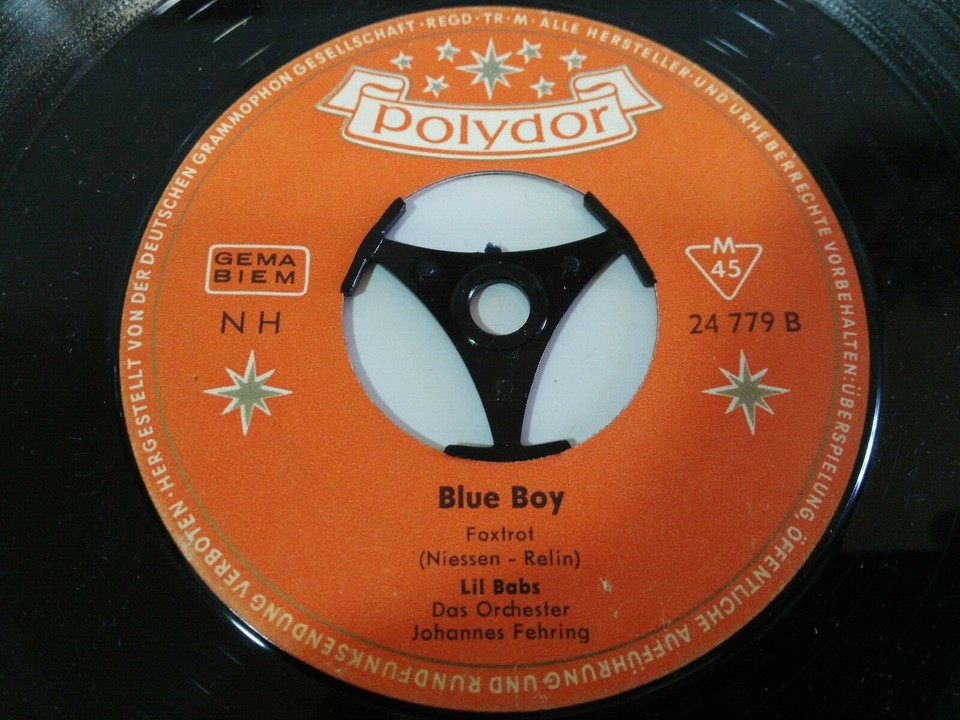 HERGESTELLT VON DER DEUTSCHEN GRAMMOPHON GESELLSCHAFT · REGD · TR · M · ALLE HERSTELLER- UND URHEBERRECHTE VORBEHALTEN: ÜBERSPIELUNG, ÖFFENTLICHE AUFFÜHRUNG UND RUNDFUNKSENDUNG VERBOTEN ·
polydor
GEMA
BIEM
M
45
NH
24 779 B
Blue Boy
Foxtrot
(Niessen - Relin)
Lil Babs
Das Orchester
Johannes Fehring